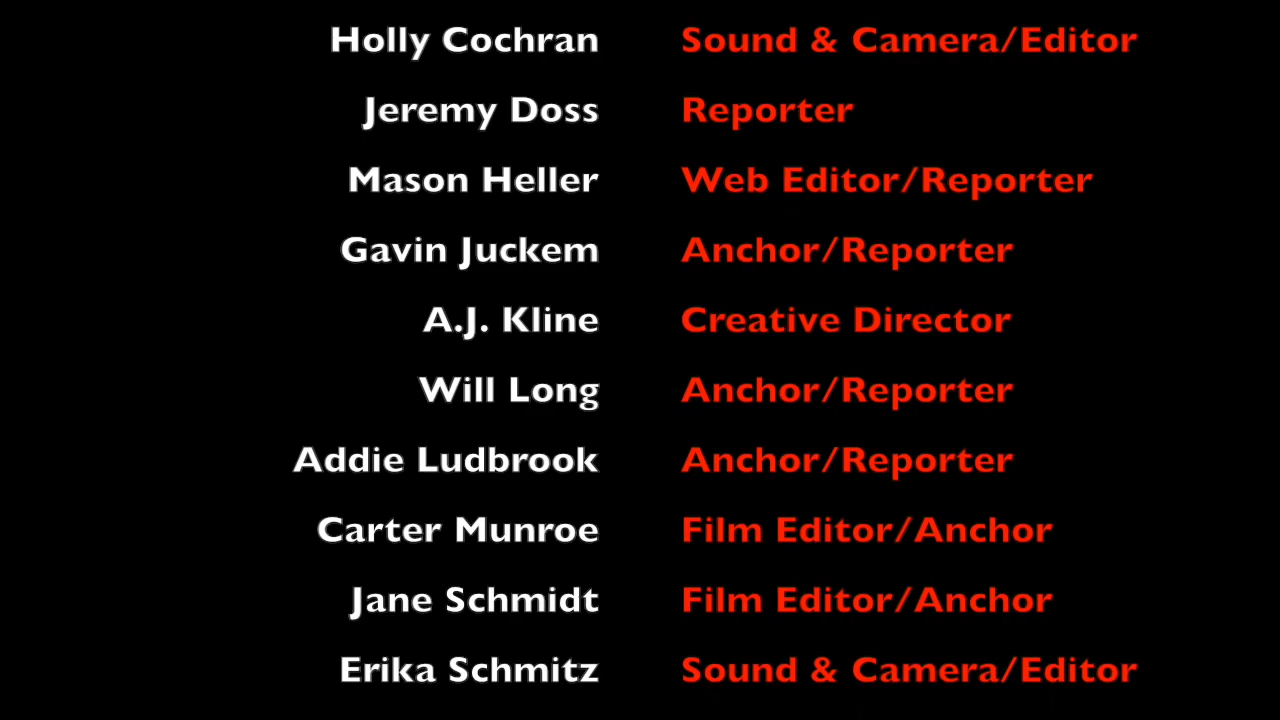 Holly Cochran Sound & Camera/Editor
Jeremy Doss Reporter
Mason Heller Web Editor/Reporter
Gavin Juckem Anchor/Reporter
A.J. Kline Creative Director
Will Long Anchor/Reporter
Addie Ludbrook Anchor/Reporter
Carter Munroe Film Editor/Anchor
Jane Schmidt Film Editor/Anchor
Erika Schmitz Sound & Camera/Editor